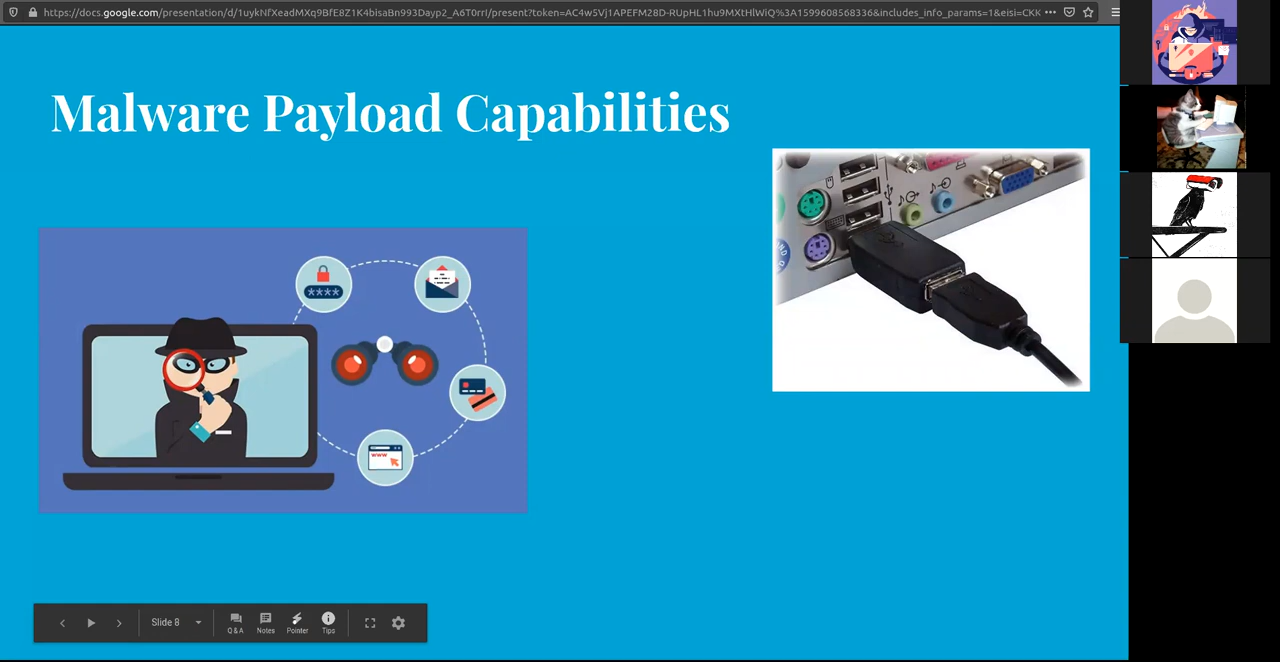 https://docs.google.com/presentation/d/1uykNfXeadMXq9BfE8Z1K4bisaBn993Dayp2_A6T0rrI/present?token=AC4w5Vj1APEFM28D-RUpHL1hu9MXtHlWiQ%3A1599608568336&includes_info_params=1&eisi=CKK
Malware Payload Capabilities
****
www
Slide 8
Q & A
Notes
Pointer
Tips